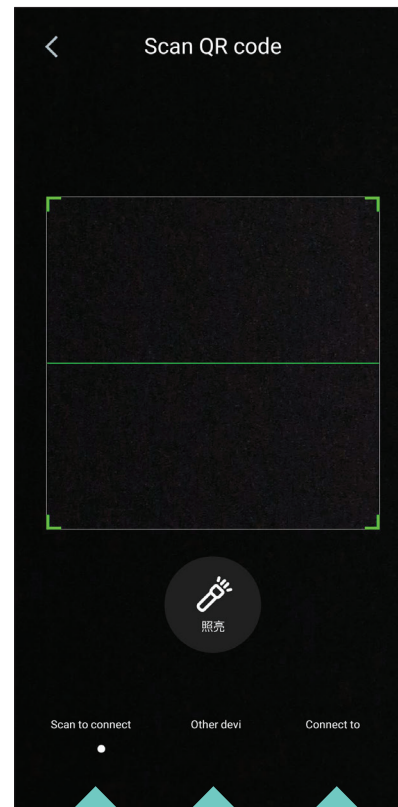 Scan QR code
照亮
Scan to connect
Other devi
Connect to